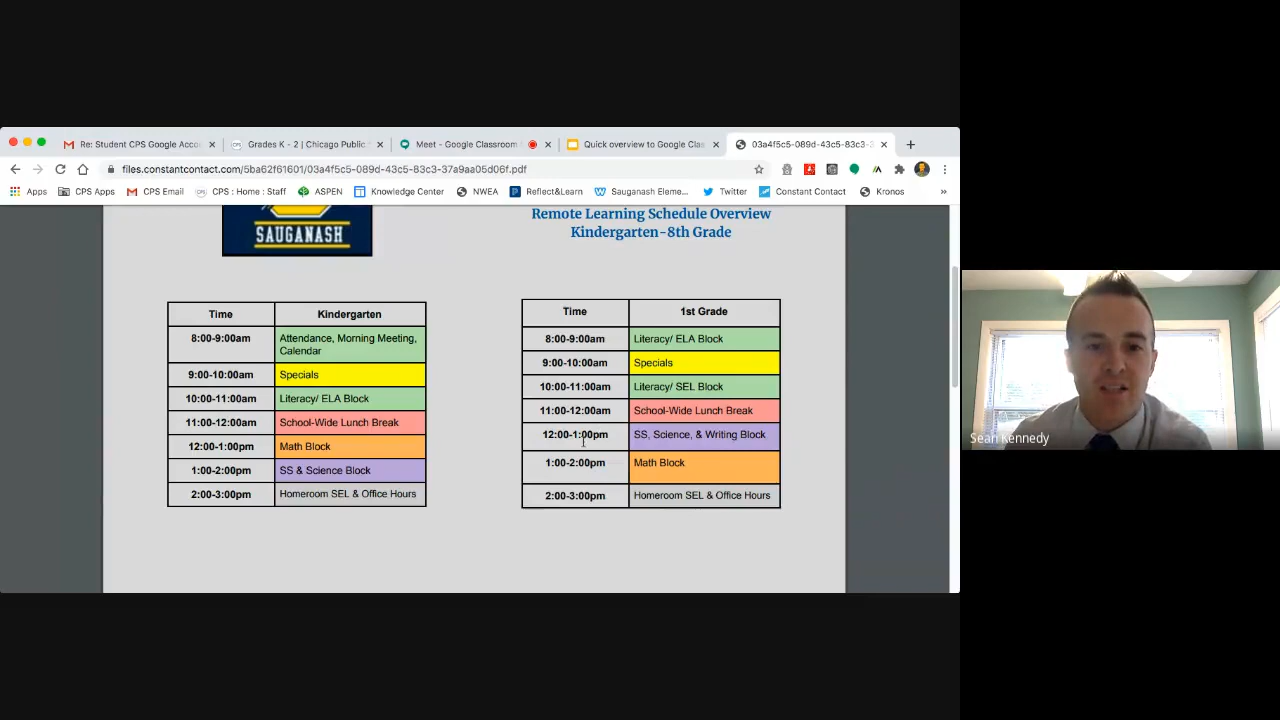 Re: Student CPS Google Acco
Grades K - 2 | Chicago Public
Meet - Google Classroom
Quick overview to Google Clas
03a4f5c5-089d-43c5-83c3-3
files.constantcontact.com/5ba62f61601/03a4f5c5-089d-43c5-83c3-37a9aa05d06f.pdf
Apps
CPS Apps
CPS Email
CPS : Home : Staff
ASPEN
Knowledge Center
NWEA
Reflect&Learn
Sauganash Eleme...
Twitter
Constant Contact
Kronos
»
SAUGANASH
Remote Learning Schedule Overview
Kindergarten-8th Grade
Time Kindergarten
8:00-9:00am Attendance, Morning Meeting,
Calendar
9:00-10:00am Specials
10:00-11:00am Literacy/ ELA Block
11:00-12:00am School-Wide Lunch Break
12:00-1:00pm Math Block
1:00-2:00pm SS & Science Block
2:00-3:00pm Homeroom SEL & Office Hours
Time 1st Grade
8:00-9:00am Literacy/ ELA Block
9:00-10:00am Specials
10:00-11:00am Literacy/ SEL Block
11:00-12:00am School-Wide Lunch Break
12:00-1:00pm SS, Science, & Writing Block
1:00-2:00pm Math Block
2:00-3:00pm Homeroom SEL & Office Hours
Sean Kennedy